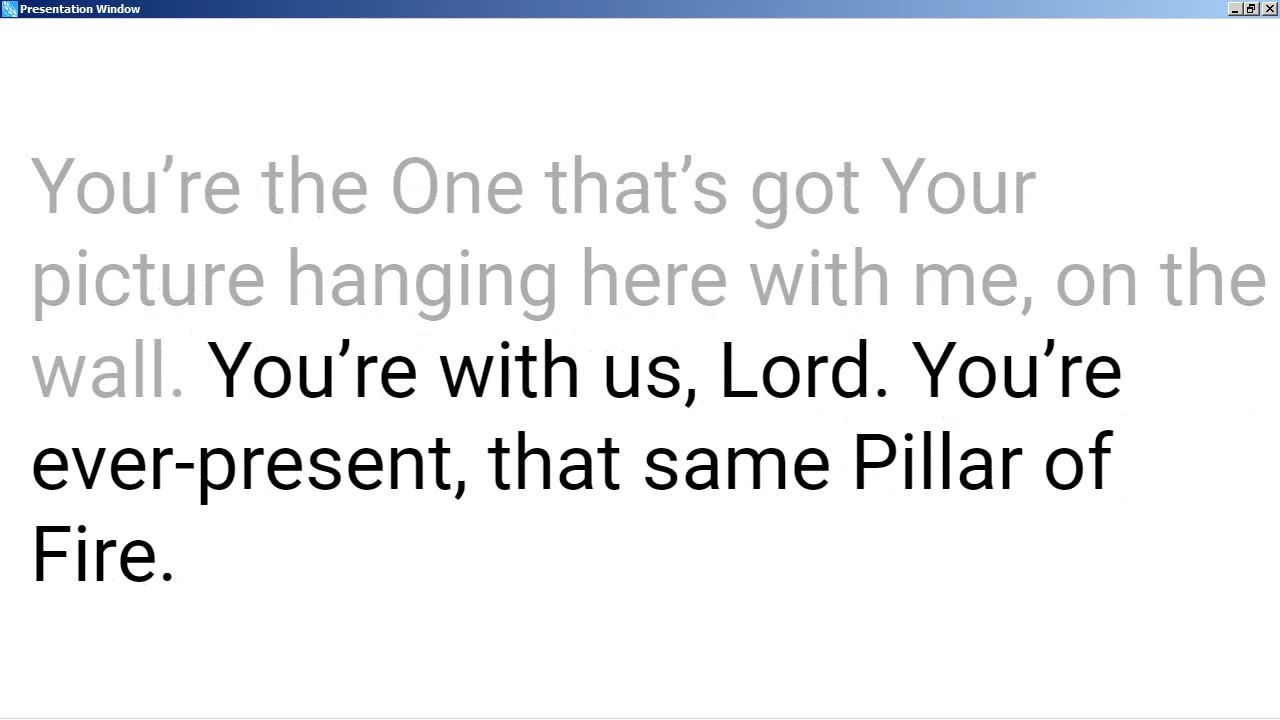 Presentation Window
You’re the One that’s got Your
picture hanging here with me, on the
wall. You’re with us, Lord. You’re
ever-present, that same Pillar of
Fire.